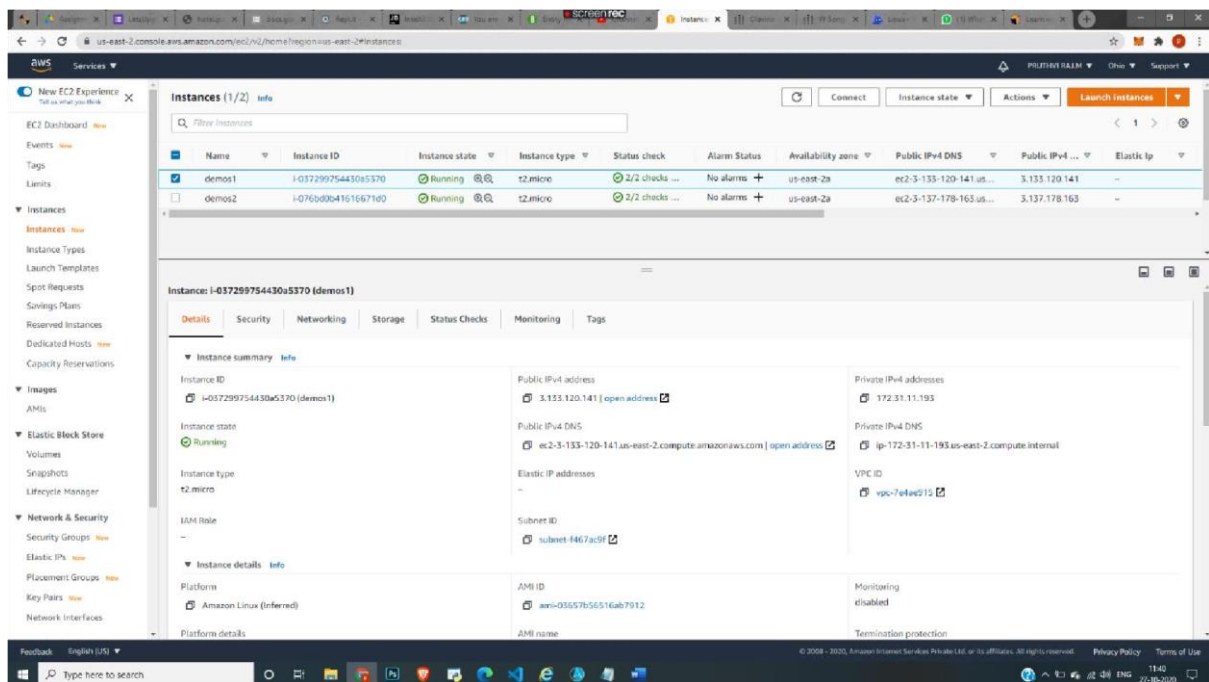 screenrec
Instance
us-east-2.console.aws.amazon.com/ec2/v2/home?region=us-east-2#Instances:
aws Services PRUTHVI RAJ.M Ohio Support
New EC2 Experience
Tell us what you think
EC2 Dashboard New
Events New
Tags
Limits
Instances
Instances New
Instance Types
Launch Templates
Spot Requests
Savings Plans
Reserved Instances
Dedicated Hosts New
Capacity Reservations
Images
AMIs
Elastic Block Store
Volumes
Snapshots
Lifecycle Manager
Network & Security
Security Groups New
Elastic IPs New
Placement Groups New
Key Pairs New
Network Interfaces
Instances (1/2) Info Connect Instance state Actions Launch instances
Filter instances 1
Name Instance ID Instance state Instance type Status check Alarm Status Availability zone Public IPv4 DNS Public IPv4 ... Elastic Ip
demos1 i-037299754430a5370 Running t2.micro 2/2 checks ... No alarms + us-east-2a ec2-3-133-120-141.us... 3.133.120.141 –
demos2 i-076bd0b41616671d0 Running t2.micro 2/2 checks ... No alarms + us-east-2a ec2-3-137-178-163.us... 3.137.178.163 –
Instance: i-037299754430a5370 (demos1)
Details Security Networking Storage Status Checks Monitoring Tags
Instance summary Info
Instance ID Public IPv4 address Private IPv4 addresses
i-037299754430a5370 (demos1) 3.133.120.141 | open address 172.31.11.193
Instance state Public IPv4 DNS Private IPv4 DNS
Running ec2-3-133-120-141.us-east-2.compute.amazonaws.com | open address ip-172-31-11-193.us-east-2.compute.internal
Instance type Elastic IP addresses VPC ID
t2.micro – vpc-7e4ae915
IAM Role Subnet ID
– subnet-f467ac9f
Instance details Info
Platform AMI ID Monitoring
Amazon Linux (Inferred) ami-03657b56516ab7912 disabled
Platform details AMI name Termination protection
Feedback English (US) © 2008 - 2020, Amazon Internet Services Private Ltd. or its affiliates. All rights reserved. Privacy Policy Terms of Use
Type here to search ENG 11:40
27-10-2020